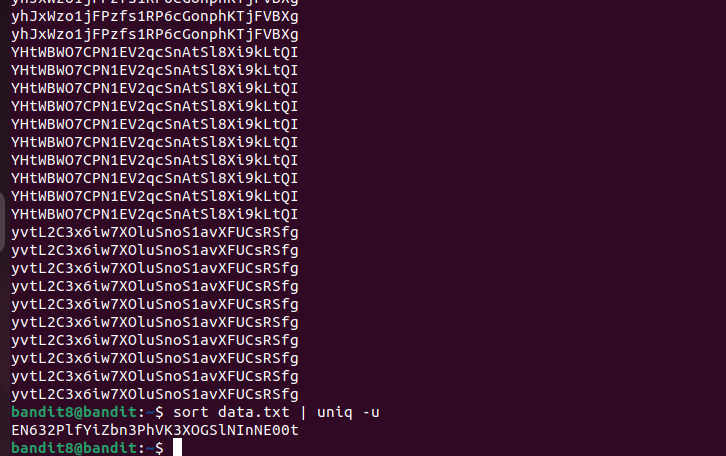 yhJxWzo1jFPzfs1RP6cGonphKTjFVBXg
yhJxWzo1jFPzfs1RP6cGonphKTjFVBXg
yhJxWzo1jFPzfs1RP6cGonphKTjFVBXg
YHtWBWO7CPN1EV2qcSnAtSl8Xi9kLtQI
YHtWBWO7CPN1EV2qcSnAtSl8Xi9kLtQI
YHtWBWO7CPN1EV2qcSnAtSl8Xi9kLtQI
YHtWBWO7CPN1EV2qcSnAtSl8Xi9kLtQI
YHtWBWO7CPN1EV2qcSnAtSl8Xi9kLtQI
YHtWBWO7CPN1EV2qcSnAtSl8Xi9kLtQI
YHtWBWO7CPN1EV2qcSnAtSl8Xi9kLtQI
YHtWBWO7CPN1EV2qcSnAtSl8Xi9kLtQI
YHtWBWO7CPN1EV2qcSnAtSl8Xi9kLtQI
YHtWBWO7CPN1EV2qcSnAtSl8Xi9kLtQI
yvtL2C3x6iw7XOluSnoS1avXFUCsRSfg
yvtL2C3x6iw7XOluSnoS1avXFUCsRSfg
yvtL2C3x6iw7XOluSnoS1avXFUCsRSfg
yvtL2C3x6iw7XOluSnoS1avXFUCsRSfg
yvtL2C3x6iw7XOluSnoS1avXFUCsRSfg
yvtL2C3x6iw7XOluSnoS1avXFUCsRSfg
yvtL2C3x6iw7XOluSnoS1avXFUCsRSfg
yvtL2C3x6iw7XOluSnoS1avXFUCsRSfg
yvtL2C3x6iw7XOluSnoS1avXFUCsRSfg
yvtL2C3x6iw7XOluSnoS1avXFUCsRSfg
bandit8@bandit:~$ sort data.txt | uniq -u
EN632PlfYiZbn3PhVK3XOGSlNInNE00t
bandit8@bandit:~$